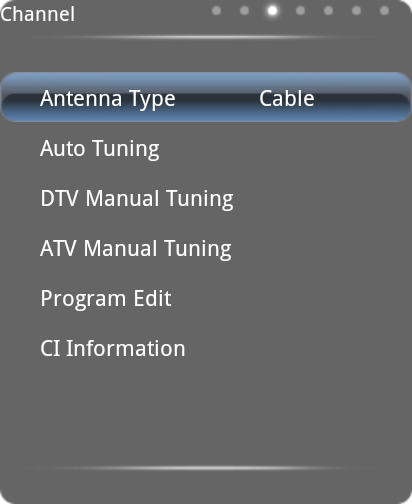 Channel
Antenna Type Cable
Auto Tuning
DTV Manual Tuning
ATV Manual Tuning
Program Edit
CI Information